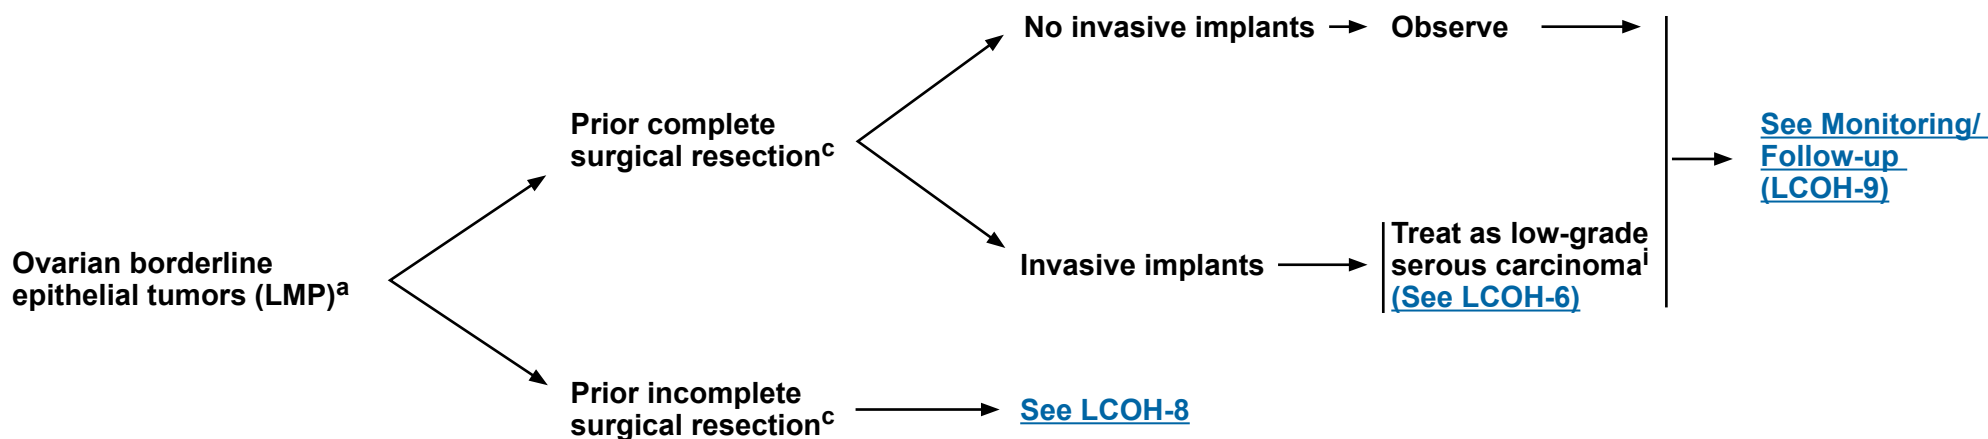 No invasive implants
Observe
Prior complete
surgical resectionc
See Monitoring/
Follow-up
(LCOH-9)
Ovarian borderline
epithelial tumors (LMP)a
Invasive implants
Treat as low-grade
serous carcinomai
(See LCOH-6)
Prior incomplete
surgical resectionc
See LCOH-8